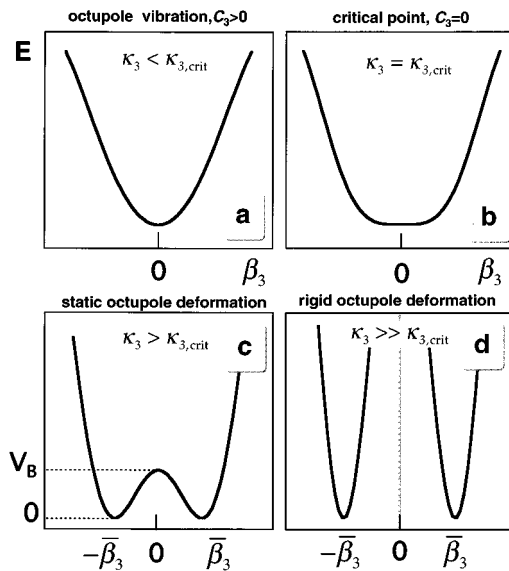 octupole vibration,C₃>0
critical point, C₃=0
E
κ₃ < κ₃,crit
κ₃ = κ₃,crit
a
b
0
β₃
0
β₃
static octupole deformation
rigid octupole deformation
κ₃ > κ₃,crit
κ₃ >> κ₃,crit
c
d
V_B
0
-β̅₃
0
β̅₃
-β̅₃
0
β̅₃